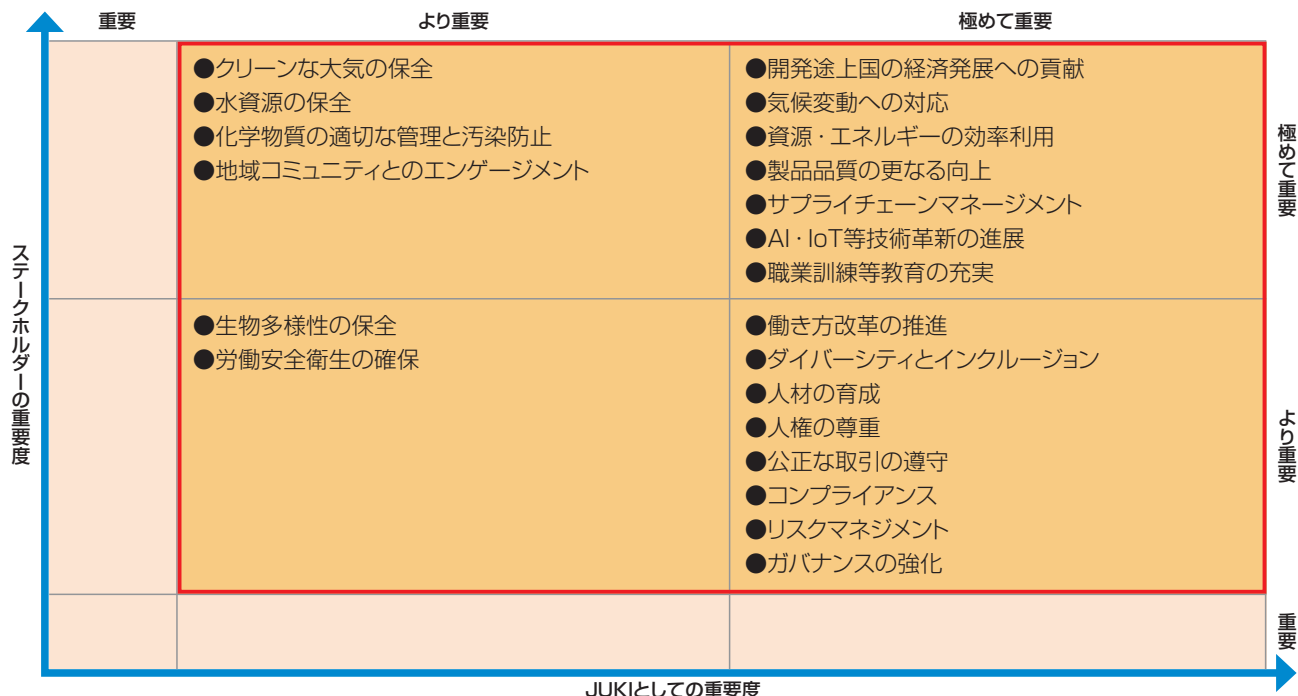 重要
より重要
極めて重要
●クリーンな大気の保全
●水資源の保全
●化学物質の適切な管理と汚染防止
●地域コミュニティとのエンゲージメント
●開発途上国の経済発展への貢献
●気候変動への対応
●資源・エネルギーの効率利用
●製品品質の更なる向上
●サプライチェーンマネージメント
●AI・IoT等技術革新の進展
●職業訓練等教育の充実
極めて重要
ステークホルダーの重要度
●生物多様性の保全
●労働安全衛生の確保
●働き方改革の推進
●ダイバーシティとインクルージョン
●人材の育成
●人権の尊重
●公正な取引の遵守
●コンプライアンス
●リスクマネジメント
●ガバナンスの強化
より重要
重要
JUKIとしての重要度